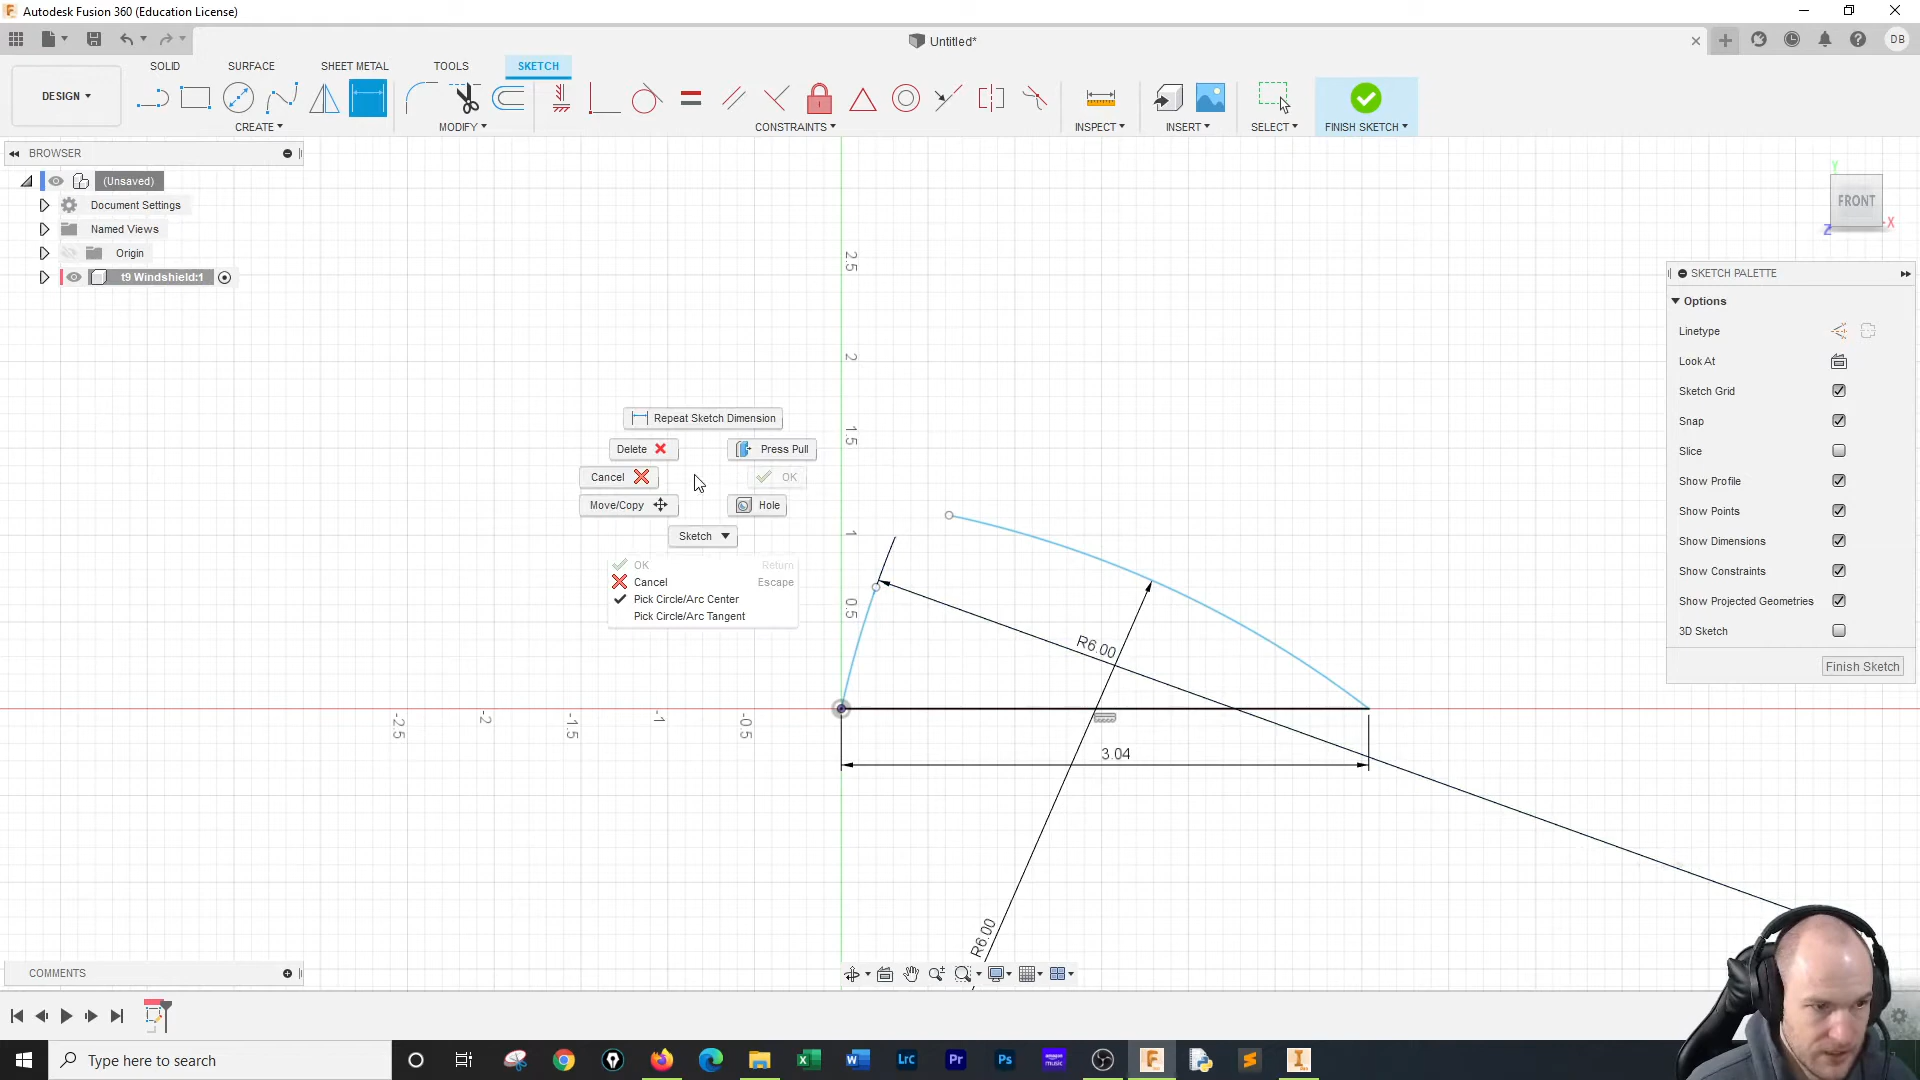 Autodesk Fusion 360 (Education License)
Untitled*
DB
DESIGN
SOLID
SURFACE
SHEET METAL
TOOLS
SKETCH
CREATE
MODIFY
CONSTRAINTS
INSPECT
INSERT
SELECT
FINISH SKETCH
BROWSER
(Unsaved)
Document Settings
Named Views
Origin
t9 Windshield:1
Y
FRONT
X
Z
SKETCH PALETTE
Options
Linetype
Look At
Sketch Grid
Snap
Slice
Show Profile
Show Points
Show Dimensions
Show Constraints
Show Projected Geometries
3D Sketch
Finish Sketch
Repeat Sketch Dimension
Delete
Press Pull
Cancel
OK
Move/Copy
Hole
Sketch
OK Return
Cancel Escape
Pick Circle/Arc Center
Pick Circle/Arc Tangent
2.5
2
1.5
1
0.5
-2.5
-2
-1.5
-1
-0.5
R6.00
3.04
R6.00
COMMENTS
Type here to search
Lrc
Pr
Ps
music